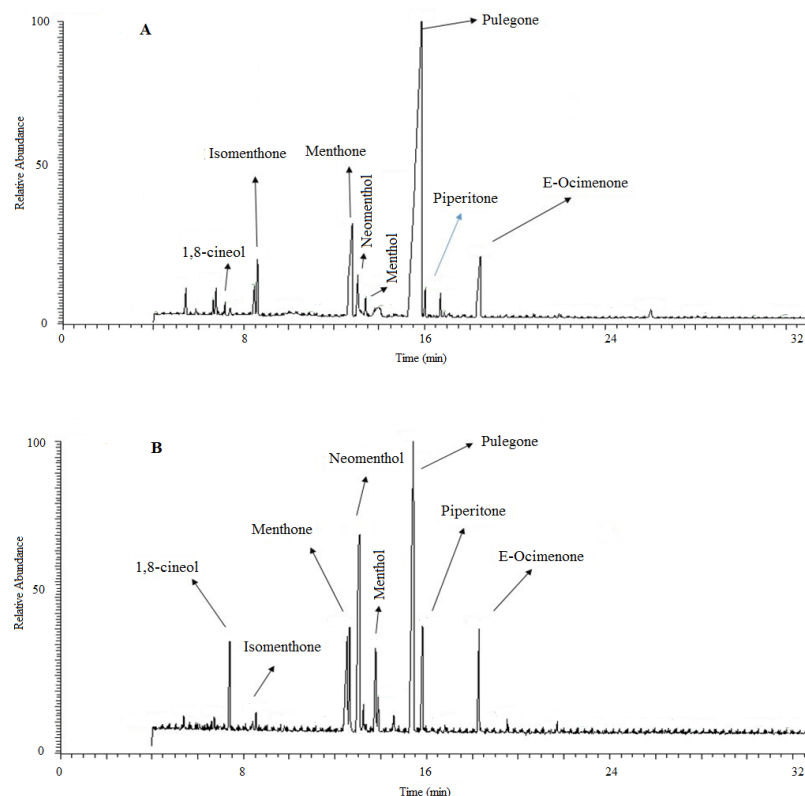 A
100
Pulegone
50
Isomenthone
Menthone
Neomenthol
Menthol
Piperitone
E-Ocimenone
1,8-cineol
Relative Abundance
0
0
8
16
24
32
Time (min)
B
100
Neomenthol
Pulegone
Menthone
Piperitone
1,8-cineol
Menthol
E-Ocimenone
50
Isomenthone
Relative Abundance
0
0
8
16
24
32
Time (min)